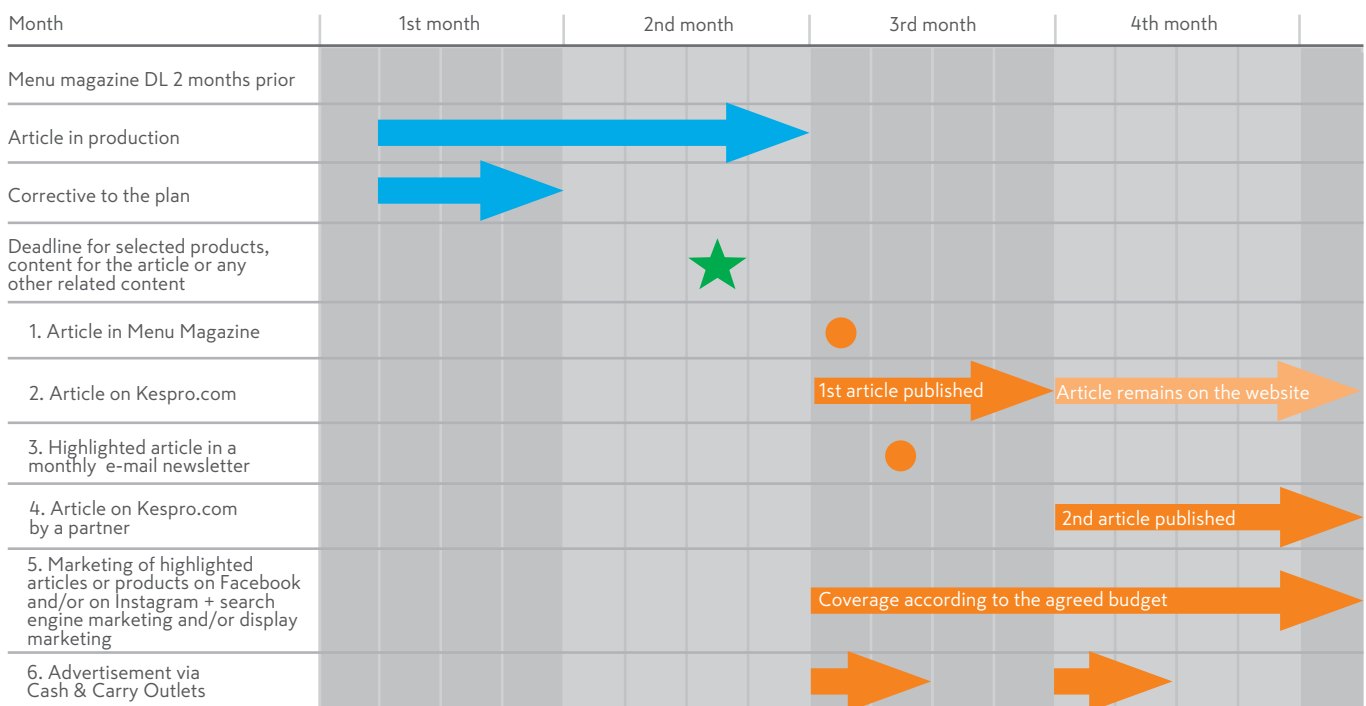 Month 1st month 2nd month 3rd month 4th month
Menu magazine DL 2 months prior
Article in production
Corrective to the plan
Deadline for selected products,
content for the article or any
other related content
1. Article in Menu Magazine
2. Article on Kespro.com
1st article published
Article remains on the website
3. Highlighted article in a
monthly e-mail newsletter
4. Article on Kespro.com
by a partner
2nd article published
5. Marketing of highlighted
articles or products on Facebook
and/or on Instagram + search
engine marketing and/or display
marketing
Coverage according to the agreed budget
6. Advertisement via
Cash & Carry Outlets